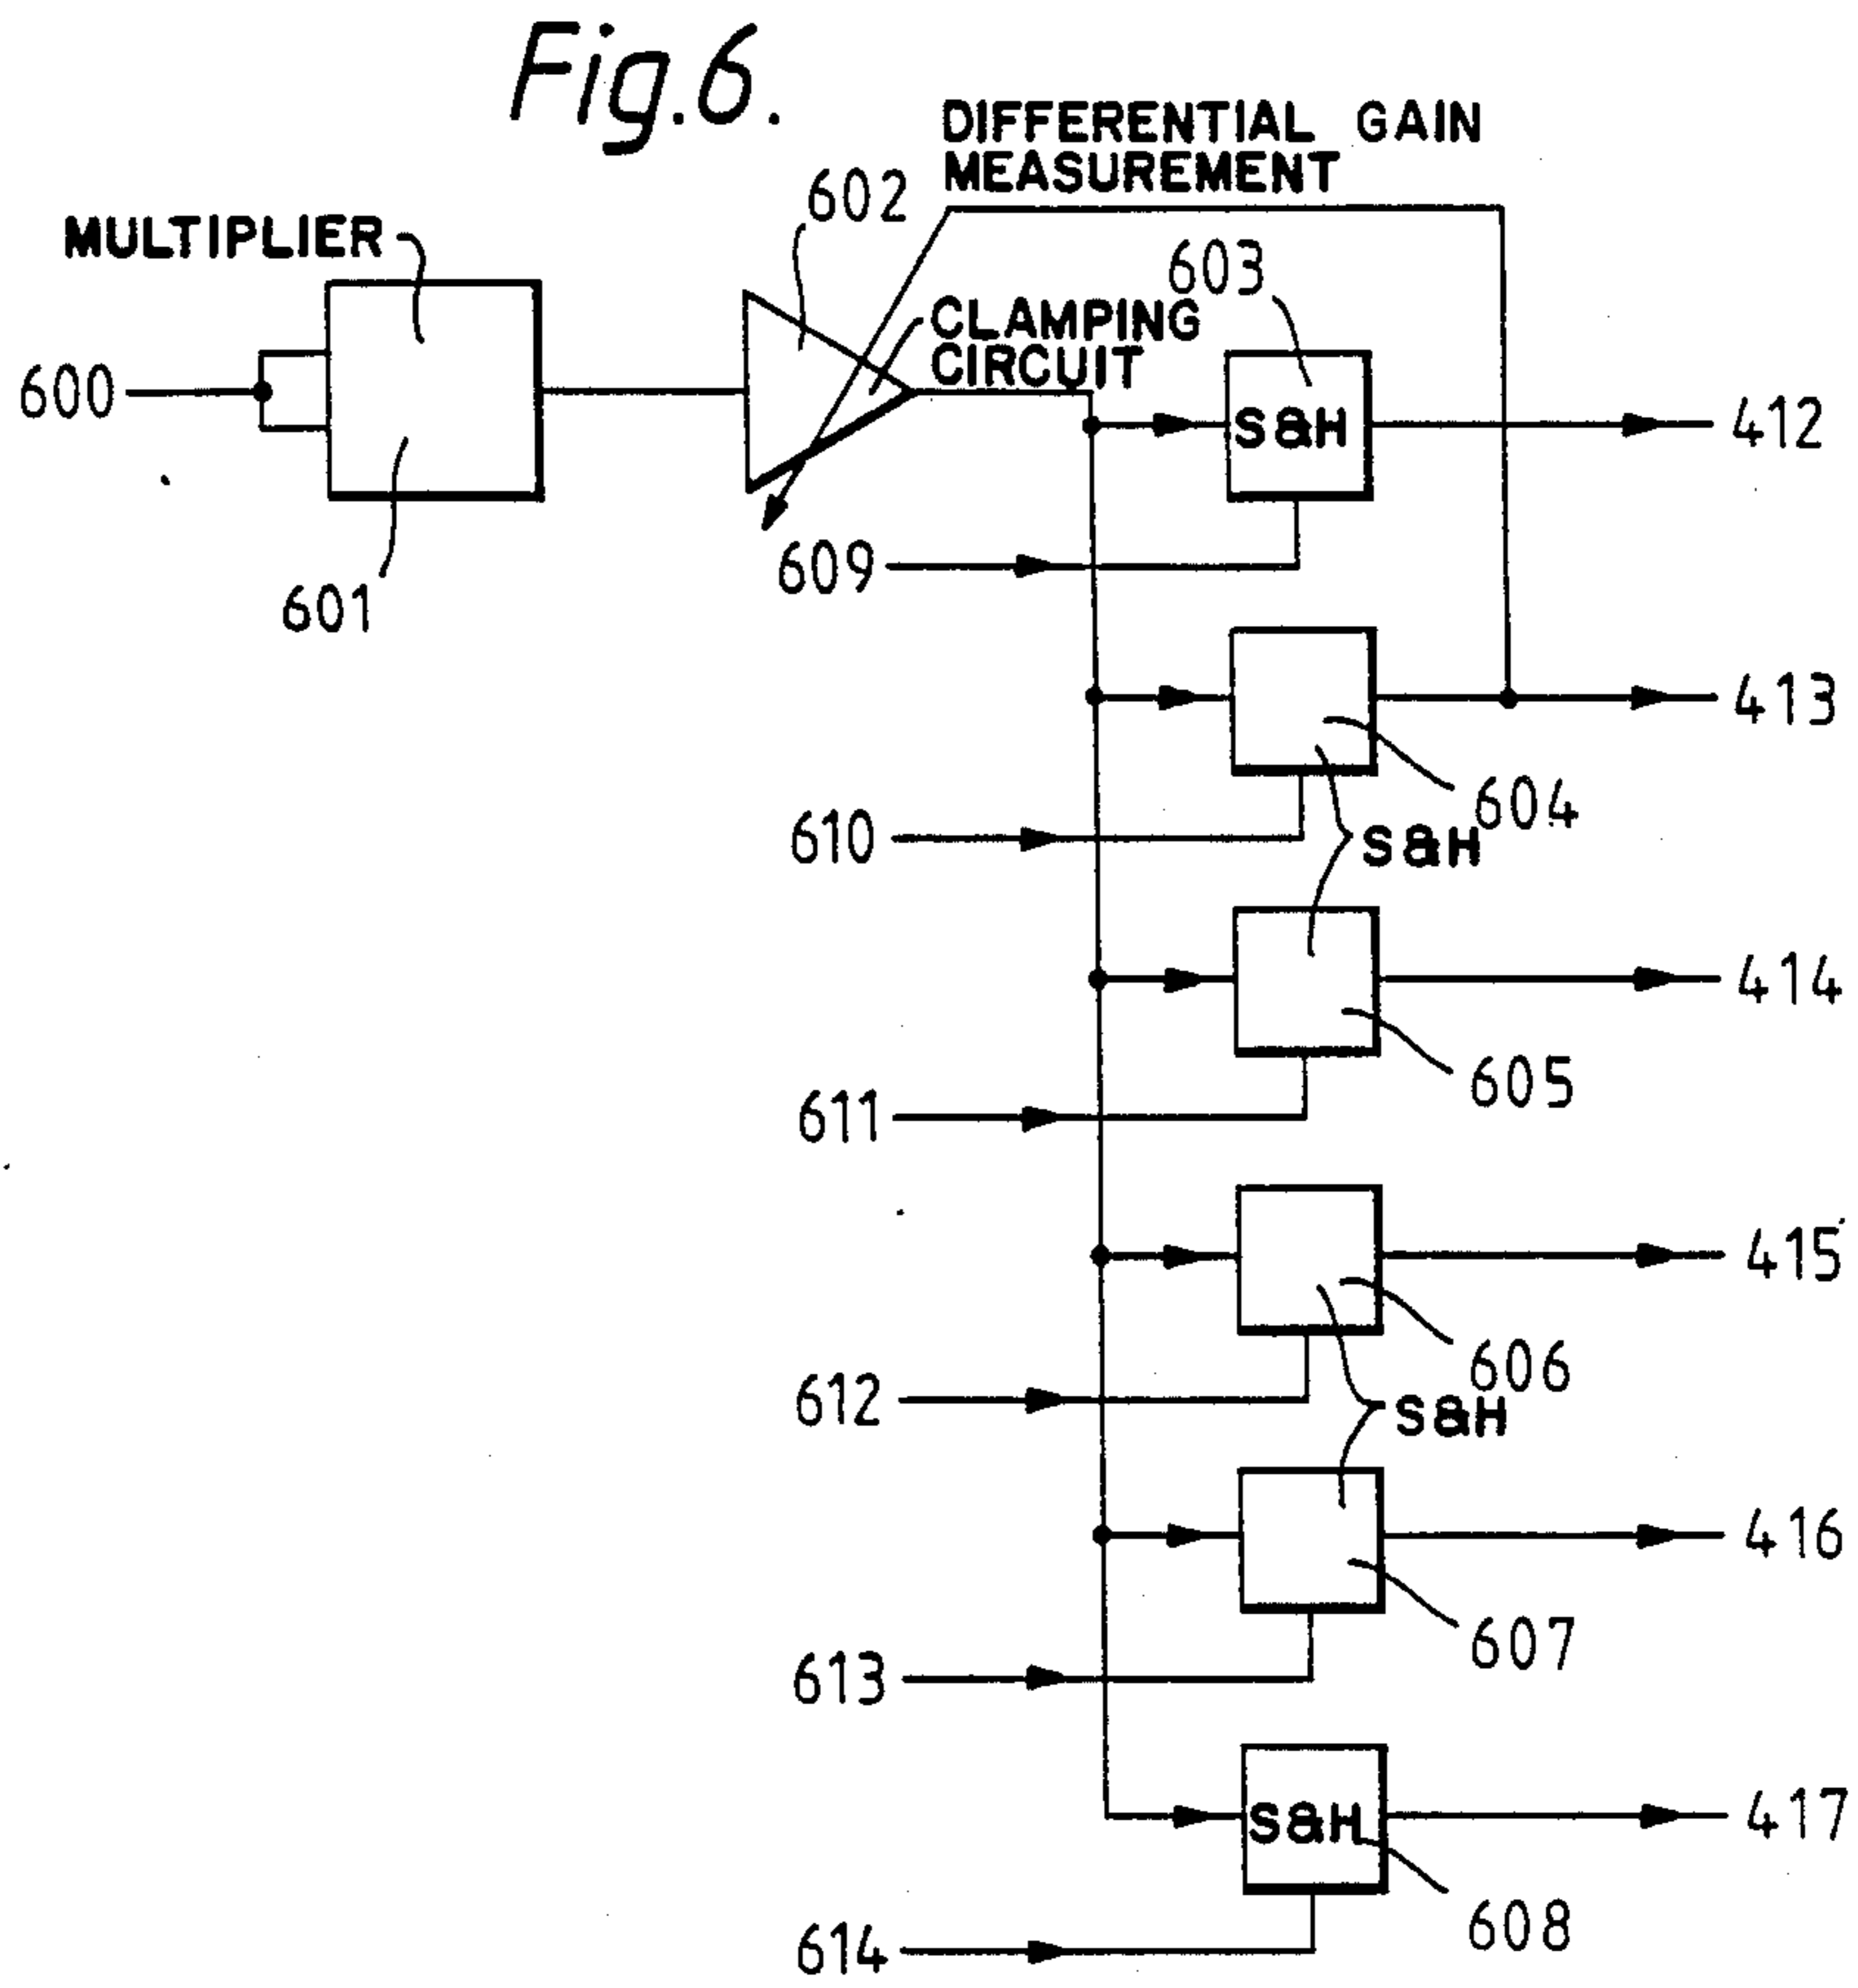 Fig.6.
DIFFERENTIAL GAIN
MEASUREMENT
602
MULTIPLIER
603
CLAMPING
CIRCUIT
600
S&H
412
609
601
413
604
610
S&H
414
605
611
415
606
612
S&H
416
607
613
S&H
417
608
614